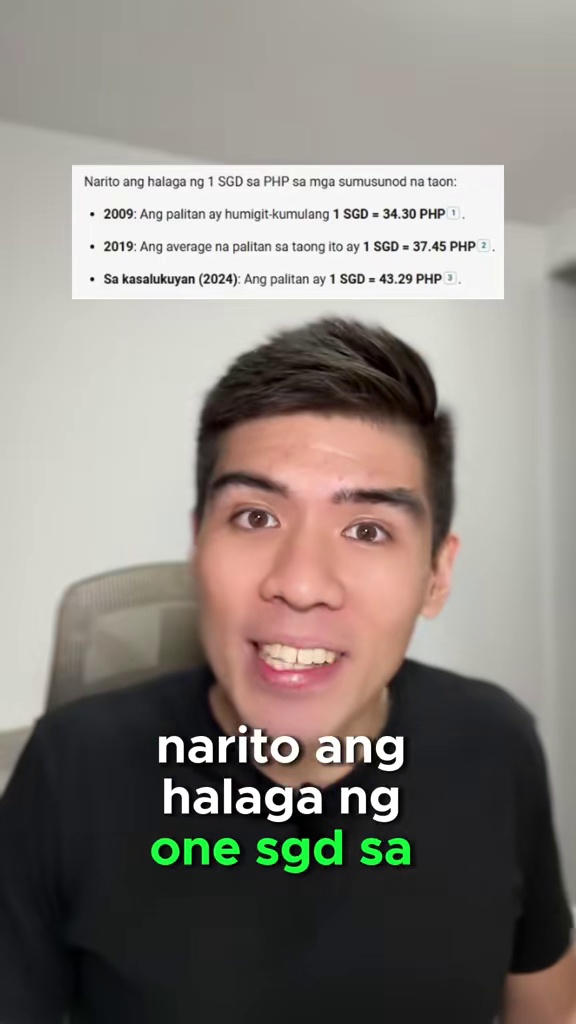 Narito ang halaga ng 1 SGD sa PHP sa mga sumusunod na taon:
• 2009: Ang palitan ay humigit-kumulang 1 SGD = 34.30 PHP 1 .
• 2019: Ang average na palitan sa taong ito ay 1 SGD = 37.45 PHP 2 .
• Sa kasalukuyan (2024): Ang palitan ay 1 SGD = 43.29 PHP 3 .
narito ang
halaga ng
one sgd sa